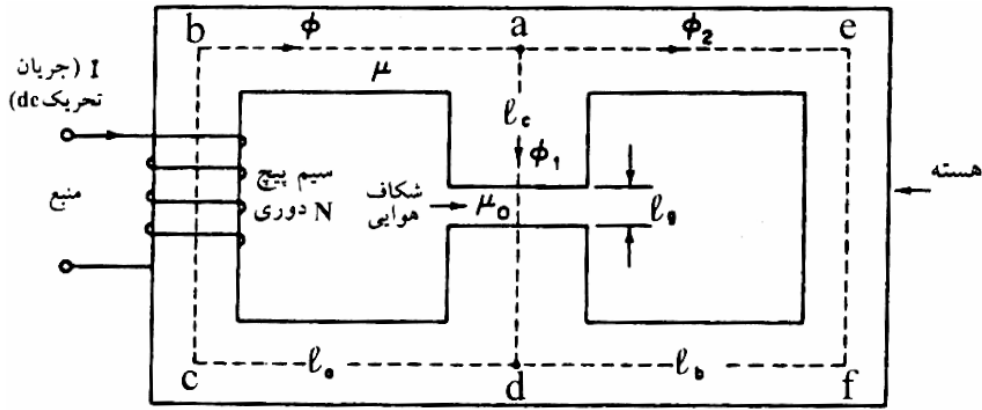 b φ a φ₂ e
I (جریان
تحریک dc)
μ
ℓc
φ₁
منبع
سیم پیچ
N دوری
شکاف
هوایی
μ₀
ℓg
هسته
c ℓa d ℓb f